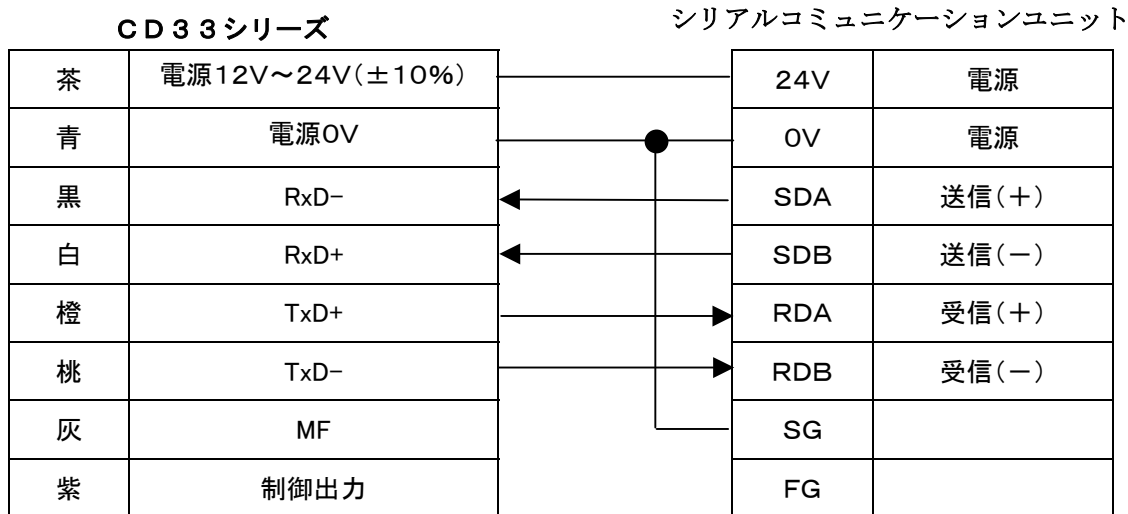 CD33シリーズ
シリアルコミュニケーションユニット
茶 電源12V~24V(±10%) 24V 電源
青 電源0V 0V 電源
黒 RxD- SDA 送信(+)
白 RxD+ SDB 送信(-)
橙 TxD+ RDA 受信(+)
桃 TxD- RDB 受信(-)
灰 MF SG
紫 制御出力 FG